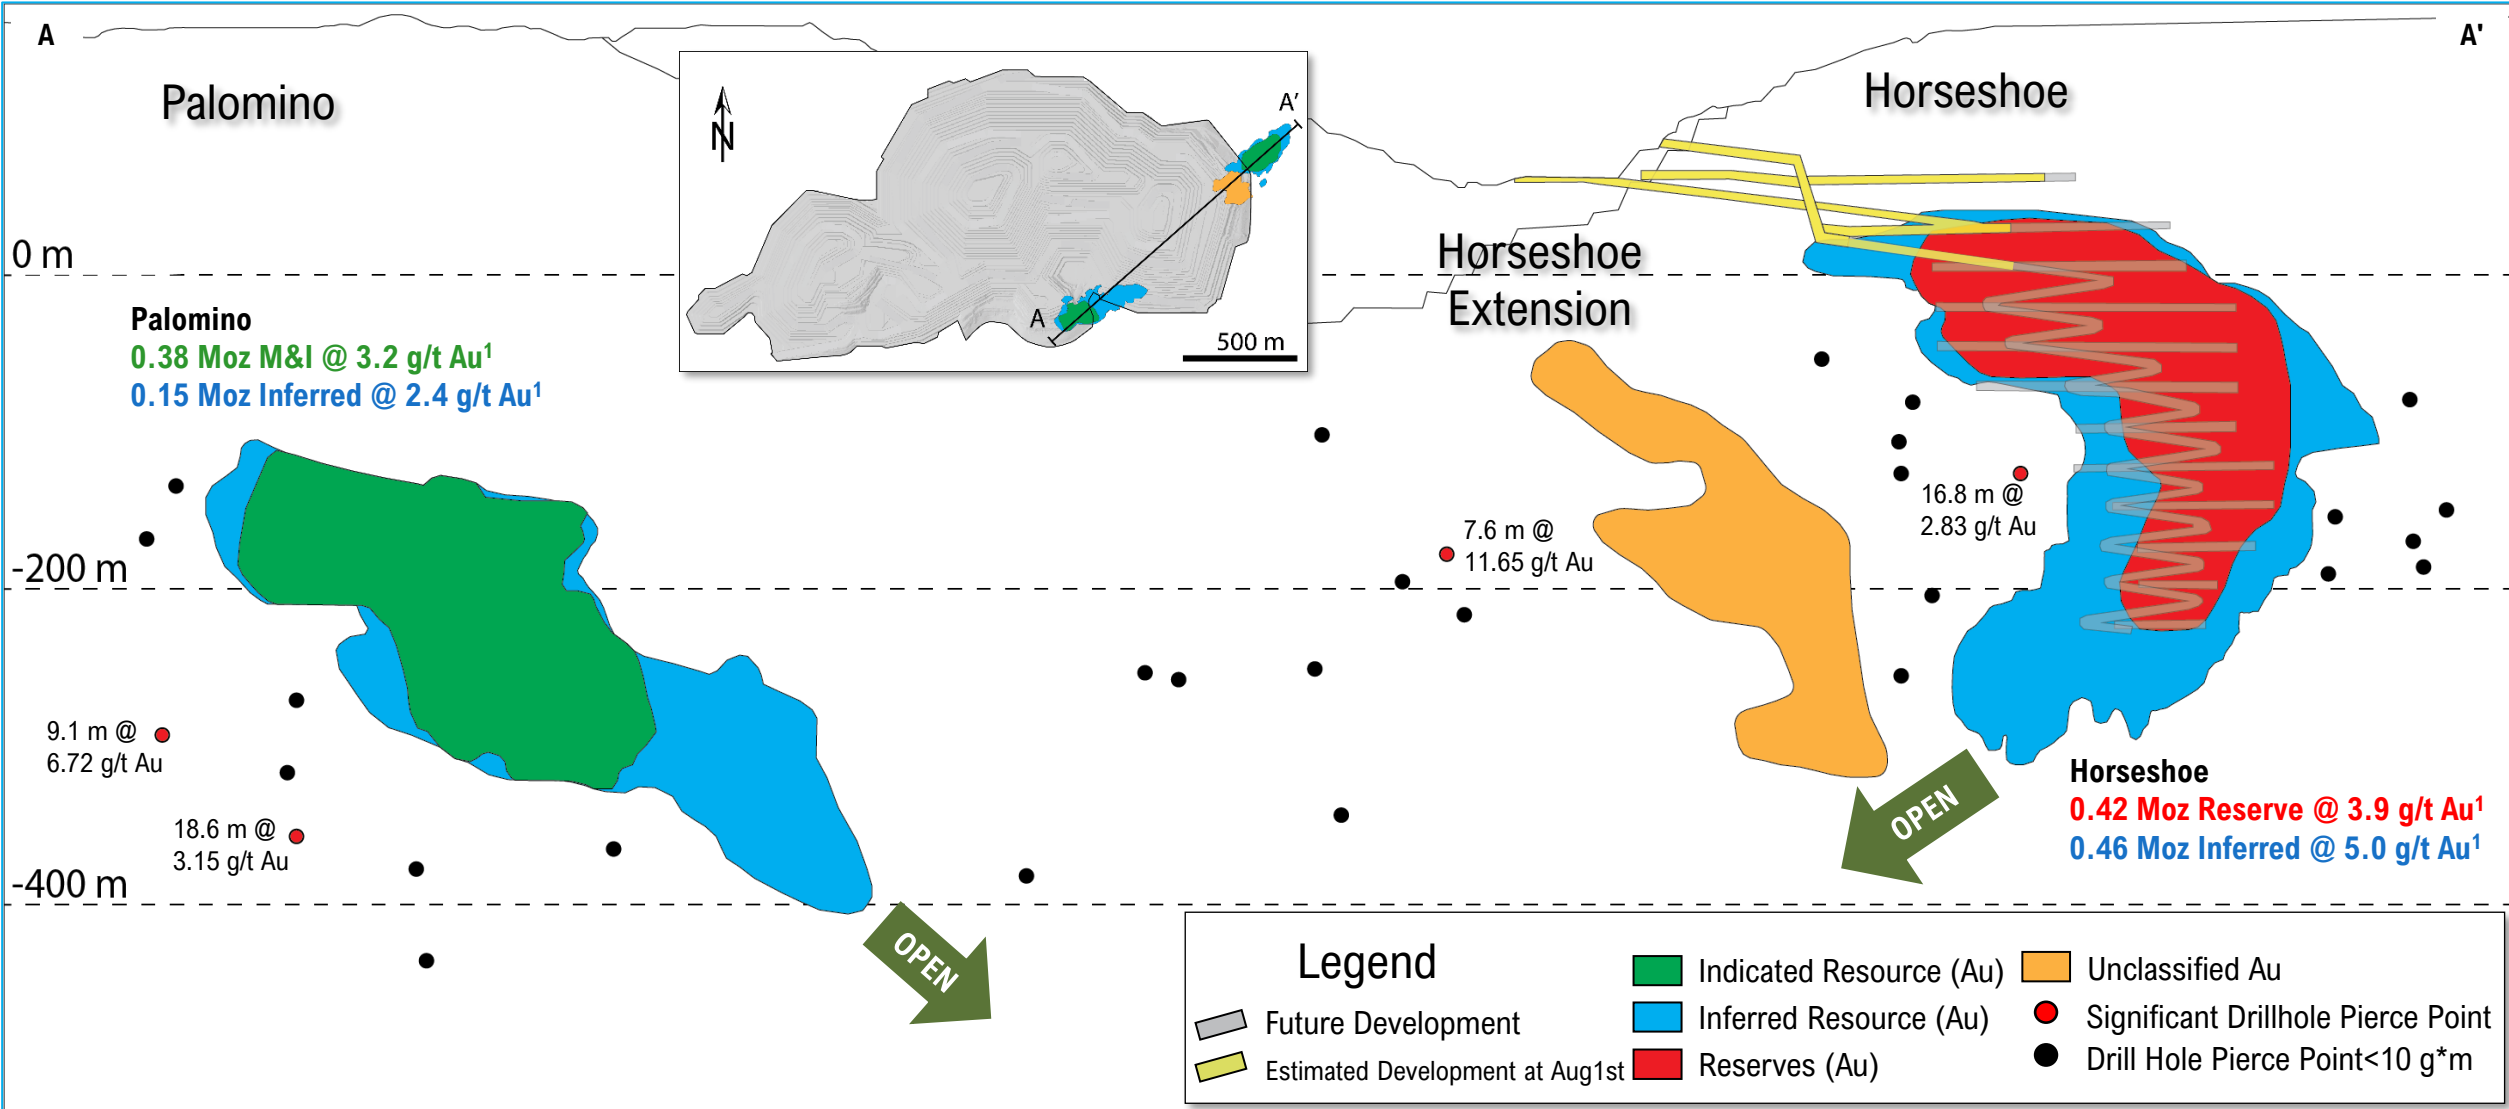 A
A'
Palomino
Horseshoe
N
A'
A
500 m
0 m
Horseshoe
Extension
Palomino
0.38 Moz M&I @ 3.2 g/t Au¹
0.15 Moz Inferred @ 2.4 g/t Au¹
16.8 m @
2.83 g/t Au
7.6 m @
11.65 g/t Au
-200 m
9.1 m @
6.72 g/t Au
18.6 m @
3.15 g/t Au
-400 m
OPEN
OPEN
Horseshoe
0.42 Moz Reserve @ 3.9 g/t Au¹
0.46 Moz Inferred @ 5.0 g/t Au¹
Legend
Future Development
Estimated Development at Aug1st
Indicated Resource (Au)
Inferred Resource (Au)
Reserves (Au)
Unclassified Au
Significant Drillhole Pierce Point
Drill Hole Pierce Point<10 g*m